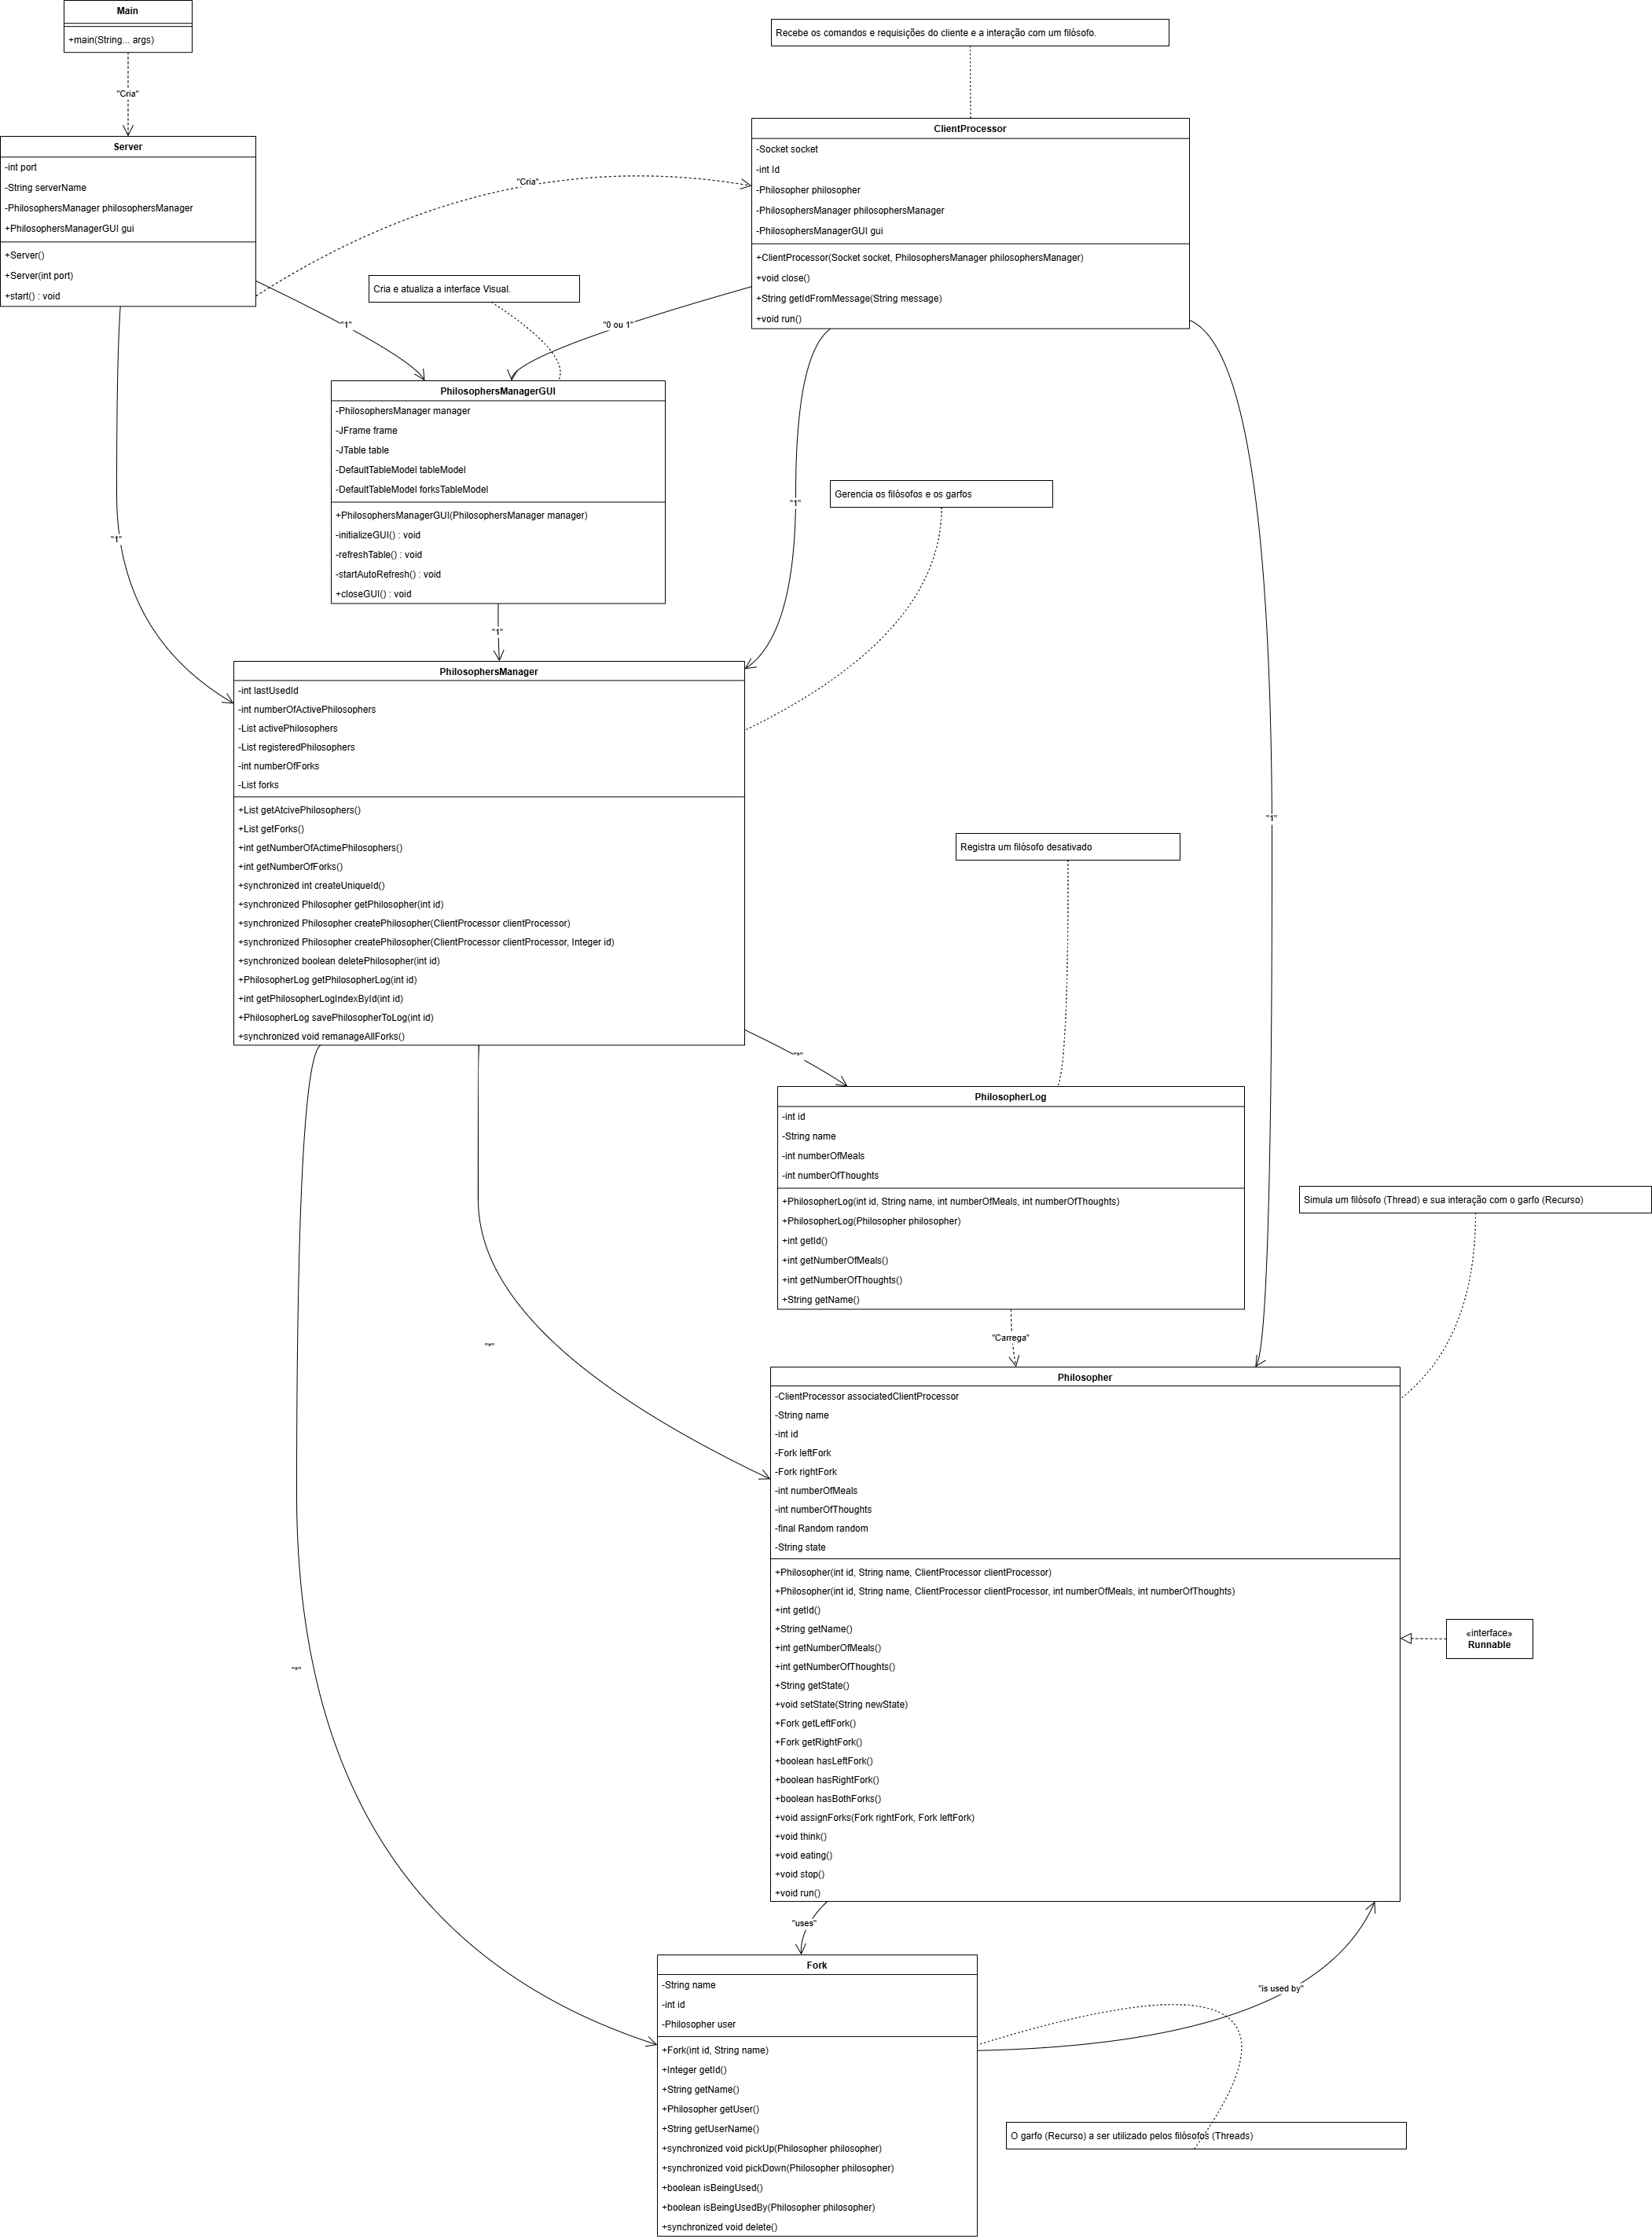 Main
+main(String... args)
"Cria"
Recebe os comandos e requisições do cliente e a interação com um filósofo.
Server
-int port
-String serverName
-PhilosophersManager philosophersManager
+PhilosophersManagerGUI gui
+Server()
+Server(int port)
+start() : void
"Cria"
ClientProcessor
-Socket socket
-int Id
-Philosopher philosopher
-PhilosophersManager philosophersManager
-PhilosophersManagerGUI gui
+ClientProcessor(Socket socket, PhilosophersManager philosophersManager)
+void close()
+String getIdFromMessage(String message)
+void run()
Cria e atualiza a interface Visual.
"1"
"0 ou 1"
PhilosophersManagerGUI
-PhilosophersManager manager
-JFrame frame
-JTable table
-DefaultTableModel tableModel
-DefaultTableModel forksTableModel
+PhilosophersManagerGUI(PhilosophersManager manager)
-initializeGUI() : void
-refreshTable() : void
-startAutoRefresh() : void
+closeGUI() : void
Gerencia os filósofos e os garfos
"1"
"1"
"1"
PhilosophersManager
-int lastUsedId
-int numberOfActivePhilosophers
-List activePhilosophers
-List registeredPhilosophers
-int numberOfForks
-List forks
+List getAtcivePhilosophers()
+List getForks()
+int getNumberOfActimePhilosophers()
+int getNumberOfForks()
+synchronized int createUniqueId()
+synchronized Philosopher getPhilosopher(int id)
+synchronized Philosopher createPhilosopher(ClientProcessor clientProcessor)
+synchronized Philosopher createPhilosopher(ClientProcessor clientProcessor, Integer id)
+synchronized boolean deletePhilosopher(int id)
+PhilosopherLog getPhilosopherLog(int id)
+int getPhilosopherLogIndexById(int id)
+PhilosopherLog savePhilosopherToLog(int id)
+synchronized void remanageAllForks()
"1"
Registra um filósofo desativado
"*"
PhilosopherLog
-int id
-String name
-int numberOfMeals
-int numberOfThoughts
+PhilosopherLog(int id, String name, int numberOfMeals, int numberOfThoughts)
+PhilosopherLog(Philosopher philosopher)
+int getId()
+int getNumberOfMeals()
+int getNumberOfThoughts()
+String getName()
Simula um filósofo (Thread) e sua interação com o garfo (Recurso)
"Carrega"
"*"
Philosopher
-ClientProcessor associatedClientProcessor
-String name
-int id
-Fork leftFork
-Fork rightFork
-int numberOfMeals
-int numberOfThoughts
-final Random random
-String state
+Philosopher(int id, String name, ClientProcessor clientProcessor)
+Philosopher(int id, String name, ClientProcessor clientProcessor, int numberOfMeals, int numberOfThoughts)
+int getId()
+String getName()
+int getNumberOfMeals()
+int getNumberOfThoughts()
+String getState()
+void setState(String newState)
+Fork getLeftFork()
+Fork getRightFork()
+boolean hasLeftFork()
+boolean hasRightFork()
+boolean hasBothForks()
+void assignForks(Fork rightFork, Fork leftFork)
+void think()
+void eating()
+void stop()
+void run()
«interface»
Runnable
"*"
"uses"
"is used by"
Fork
-String name
-int id
-Philosopher user
+Fork(int id, String name)
+Integer getId()
+String getName()
+Philosopher getUser()
+String getUserName()
+synchronized void pickUp(Philosopher philosopher)
+synchronized void pickDown(Philosopher philosopher)
+boolean isBeingUsed()
+boolean isBeingUsedBy(Philosopher philosopher)
+synchronized void delete()
O garfo (Recurso) a ser utilizado pelos filósofos (Threads)